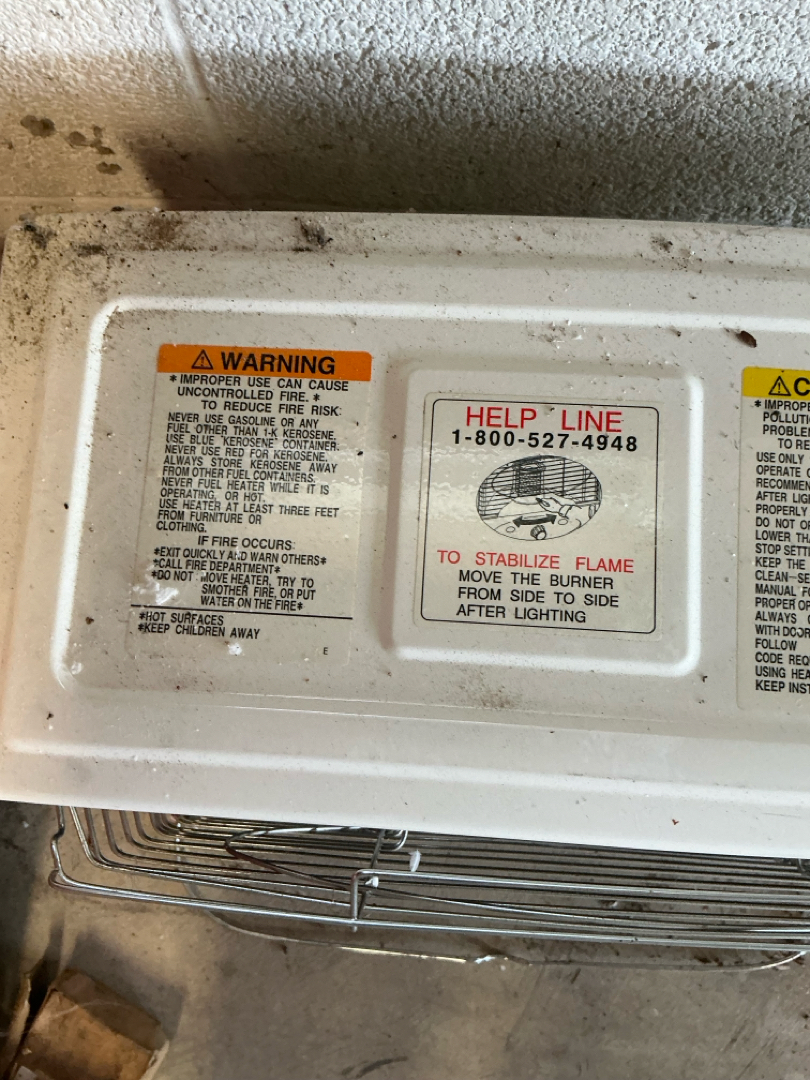 ⚠ WARNING
* IMPROPER USE CAN CAUSE
UNCONTROLLED FIRE. *
TO REDUCE FIRE RISK:
NEVER USE GASOLINE OR ANY
FUEL OTHER THAN 1-K KEROSENE.
USE BLUE "KEROSENE" CONTAINER.
NEVER USE RED FOR KEROSENE.
ALWAYS STORE KEROSENE AWAY
FROM OTHER FUEL CONTAINERS.
NEVER FUEL HEATER WHILE IT IS
OPERATING, OR HOT.
USE HEATER AT LEAST THREE FEET
FROM FURNITURE OR
CLOTHING.
IF FIRE OCCURS:
*EXIT QUICKLY AND WARN OTHERS*
*CALL FIRE DEPARTMENT*
*DO NOT MOVE HEATER, TRY TO
SMOTHER FIRE, OR PUT
WATER ON THE FIRE*
*HOT SURFACES
*KEEP CHILDREN AWAY
E
HELP LINE
1-800-527-4948
TO STABILIZE FLAME
MOVE THE BURNER
FROM SIDE TO SIDE
AFTER LIGHTING
⚠ C
* IMPROPE
POLLUTI
PROBLEM
TO RE
USE ONLY
OPERATE O
RECOMMEN
AFTER LIGH
PROPERLY
DO NOT OP
LOWER THA
STOP SETTI
KEEP THE
CLEAN-SE
MANUAL FO
PROPER OP
ALWAYS
WITH DOOR
FOLLOW
CODE REQ
USING HEA
KEEP INST